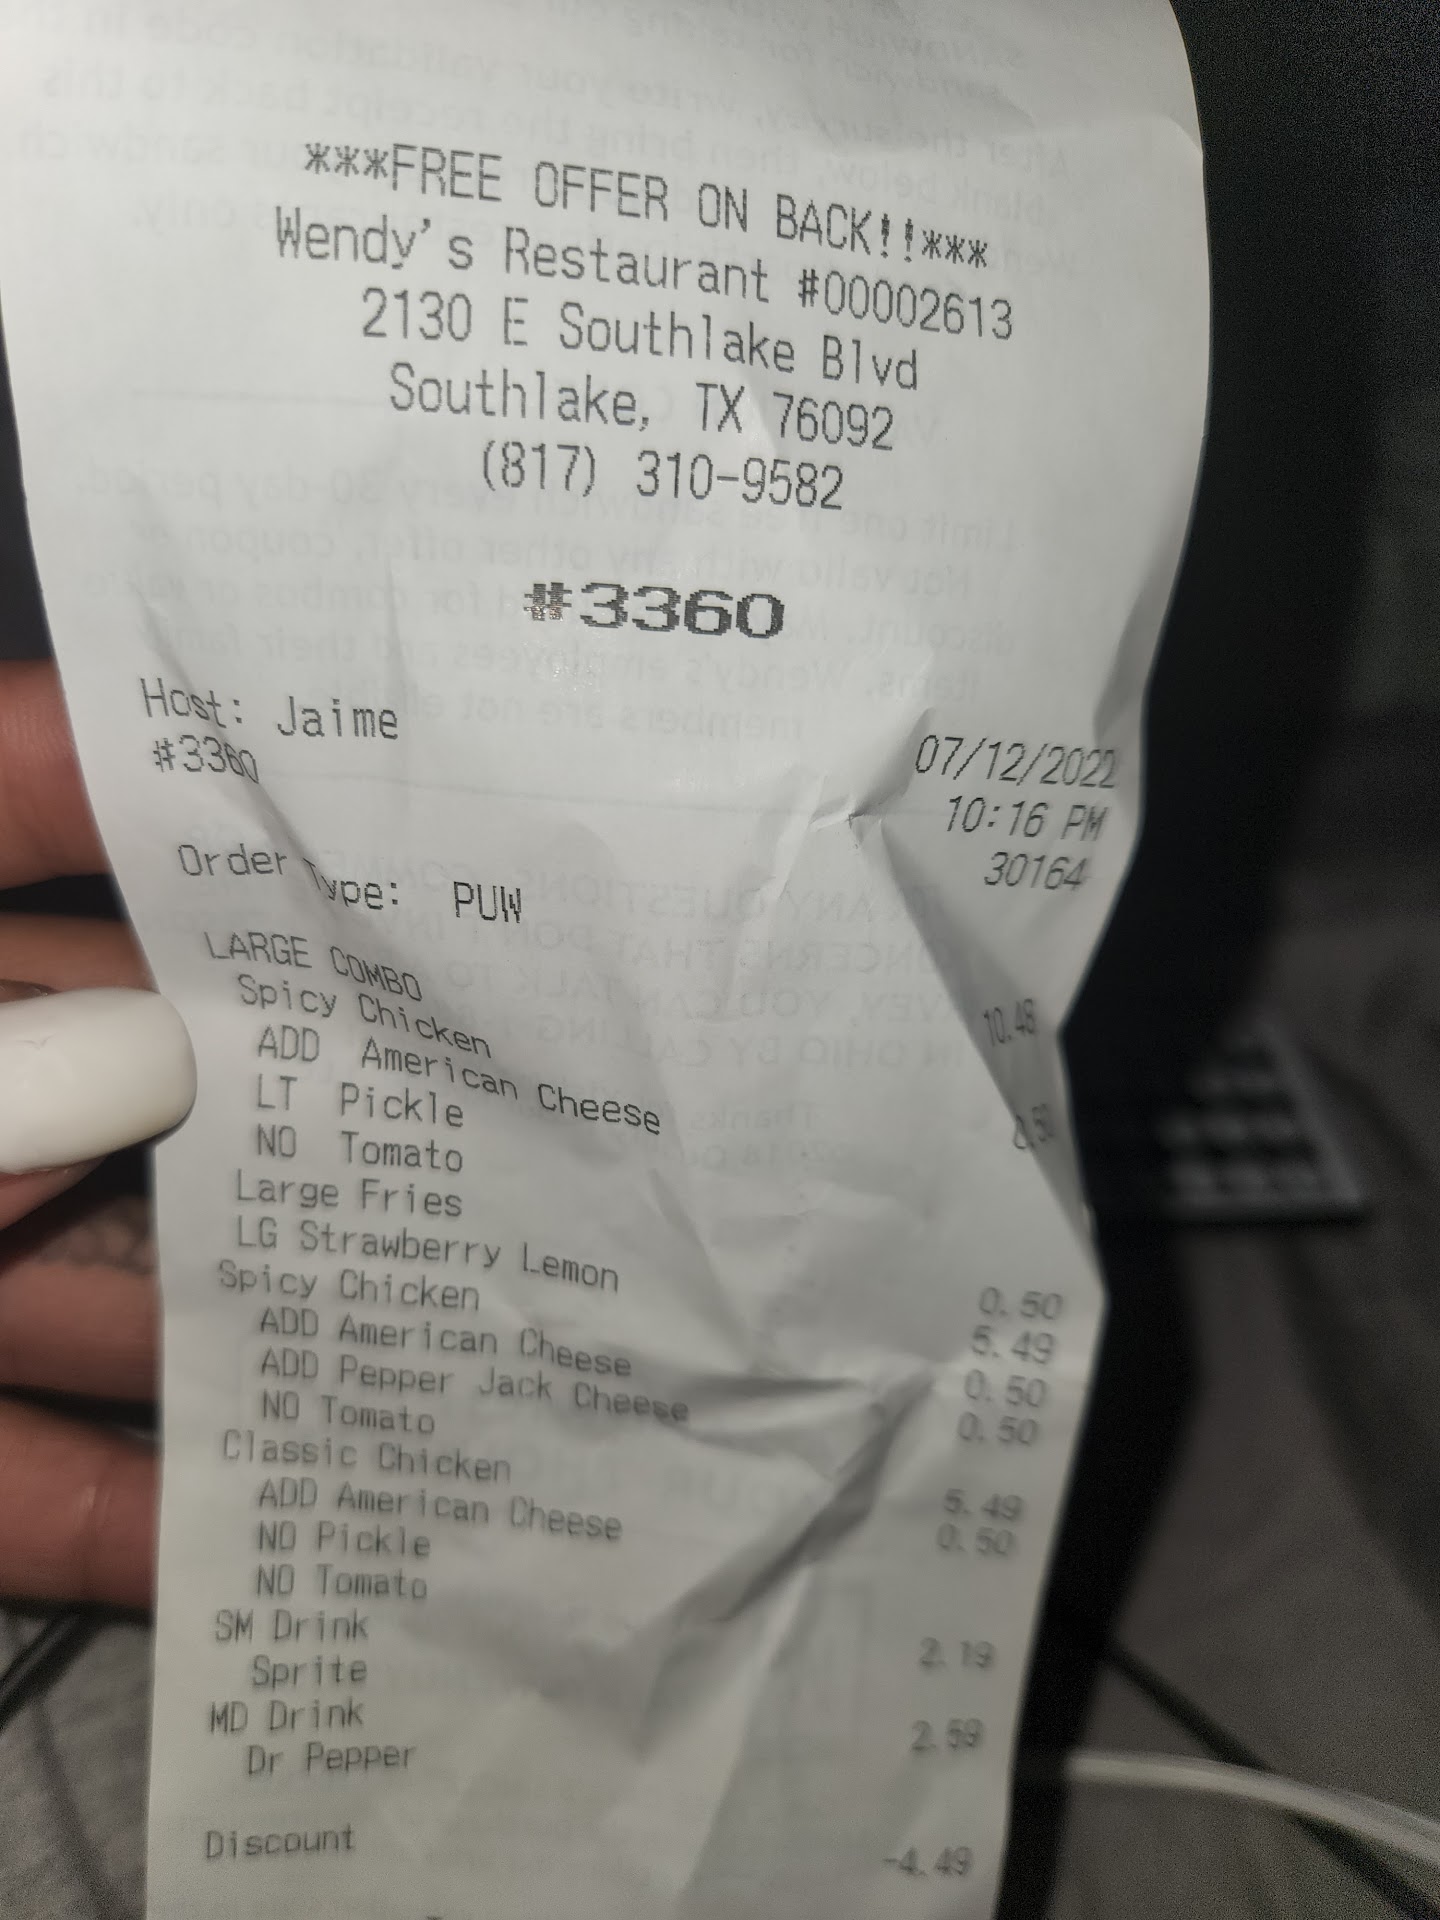 ***FREE OFFER ON BACK!!***
Wendy's Restaurant #00002613
2130 E Southlake Blvd
Southlake, TX 76092
(817) 310-9582
#3360
Host: Jaime 07/12/2022
#3360 10:16 PM
30164
Order Type: PUW
LARGE COMBO 10.48
Spicy Chicken
ADD American Cheese 0.50
LT Pickle
NO Tomato
Large Fries
LG Strawberry Lemon 0.50
Spicy Chicken 5.49
ADD American Cheese 0.50
ADD Pepper Jack Cheese 0.50
NO Tomato
Classic Chicken 5.49
ADD American Cheese 0.50
NO Pickle
NO Tomato
SM Drink 2.19
Sprite
MD Drink 2.59
Dr Pepper
Discount -4.49